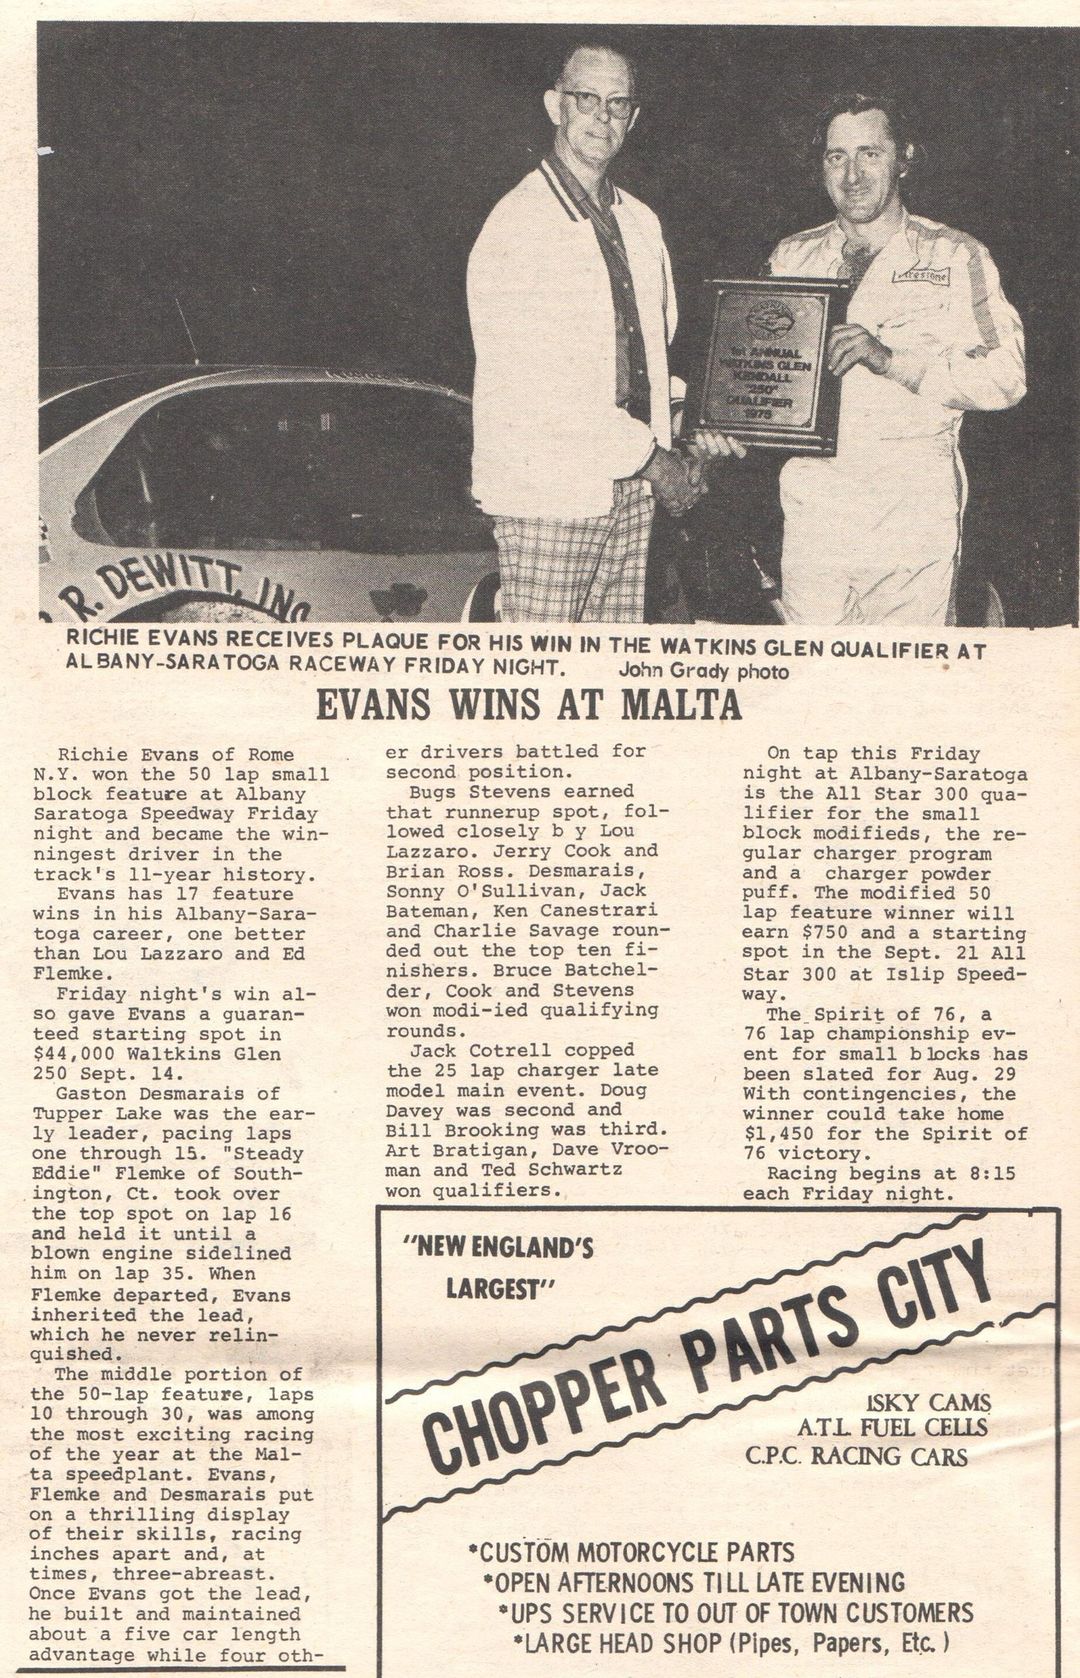 Firestone
1st ANNUAL
WATKINS GLEN
KENDALL
"250"
QUALIFIER
1975
R. DEWITT, INC
RICHIE EVANS RECEIVES PLAQUE FOR HIS WIN IN THE WATKINS GLEN QUALIFIER AT
ALBANY-SARATOGA RACEWAY FRIDAY NIGHT. John Grady photo
EVANS WINS AT MALTA
Richie Evans of Rome
N.Y. won the 50 lap small
block feature at Albany
Saratoga Speedway Friday
night and became the win-
ningest driver in the
track's 11-year history.
Evans has 17 feature
wins in his Albany-Sara-
toga career, one better
than Lou Lazzaro and Ed
Flemke.
Friday night's win al-
so gave Evans a guaran-
teed starting spot in
$44,000 Waltkins Glen
250 Sept. 14.
Gaston Desmarais of
Tupper Lake was the ear-
ly leader, pacing laps
one through 15. "Steady
Eddie" Flemke of South-
ington, Ct. took over
the top spot on lap 16
and held it until a
blown engine sidelined
him on lap 35. When
Flemke departed, Evans
inherited the lead,
which he never relin-
quished.
The middle portion of
the 50-lap feature, laps
10 through 30, was among
the most exciting racing
of the year at the Mal-
ta speedplant. Evans,
Flemke and Desmarais put
on a thrilling display
of their skills, racing
inches apart and, at
times, three-abreast.
Once Evans got the lead,
he built and maintained
about a five car length
advantage while four oth-
er drivers battled for
second position.
Bugs Stevens earned
that runnerup spot, fol-
lowed closely b y Lou
Lazzaro. Jerry Cook and
Brian Ross. Desmarais,
Sonny O'Sullivan, Jack
Bateman, Ken Canestrari
and Charlie Savage roun-
ded out the top ten fi-
nishers. Bruce Batchel-
der, Cook and Stevens
won modi-ied qualifying
rounds.
Jack Cotrell copped
the 25 lap charger late
model main event. Doug
Davey was second and
Bill Brooking was third.
Art Bratigan, Dave Vroo-
man and Ted Schwartz
won qualifiers.
On tap this Friday
night at Albany-Saratoga
is the All Star 300 qua-
lifier for the small
block modifieds, the re-
gular charger program
and a charger powder
puff. The modified 50
lap feature winner will
earn $750 and a starting
spot in the Sept. 21 All
Star 300 at Islip Speed-
way.
The Spirit of 76, a
76 lap championship ev-
ent for small blocks has
been slated for Aug. 29
With contingencies, the
winner could take home
$1,450 for the Spirit of
76 victory.
Racing begins at 8:15
each Friday night.
"NEW ENGLAND'S
LARGEST"
CHOPPER PARTS CITY
ISKY CAMS
A.T.L. FUEL CELLS
C.P.C. RACING CARS
*CUSTOM MOTORCYCLE PARTS
*OPEN AFTERNOONS TILL LATE EVENING
*UPS SERVICE TO OUT OF TOWN CUSTOMERS
*LARGE HEAD SHOP (Pipes, Papers, Etc. )